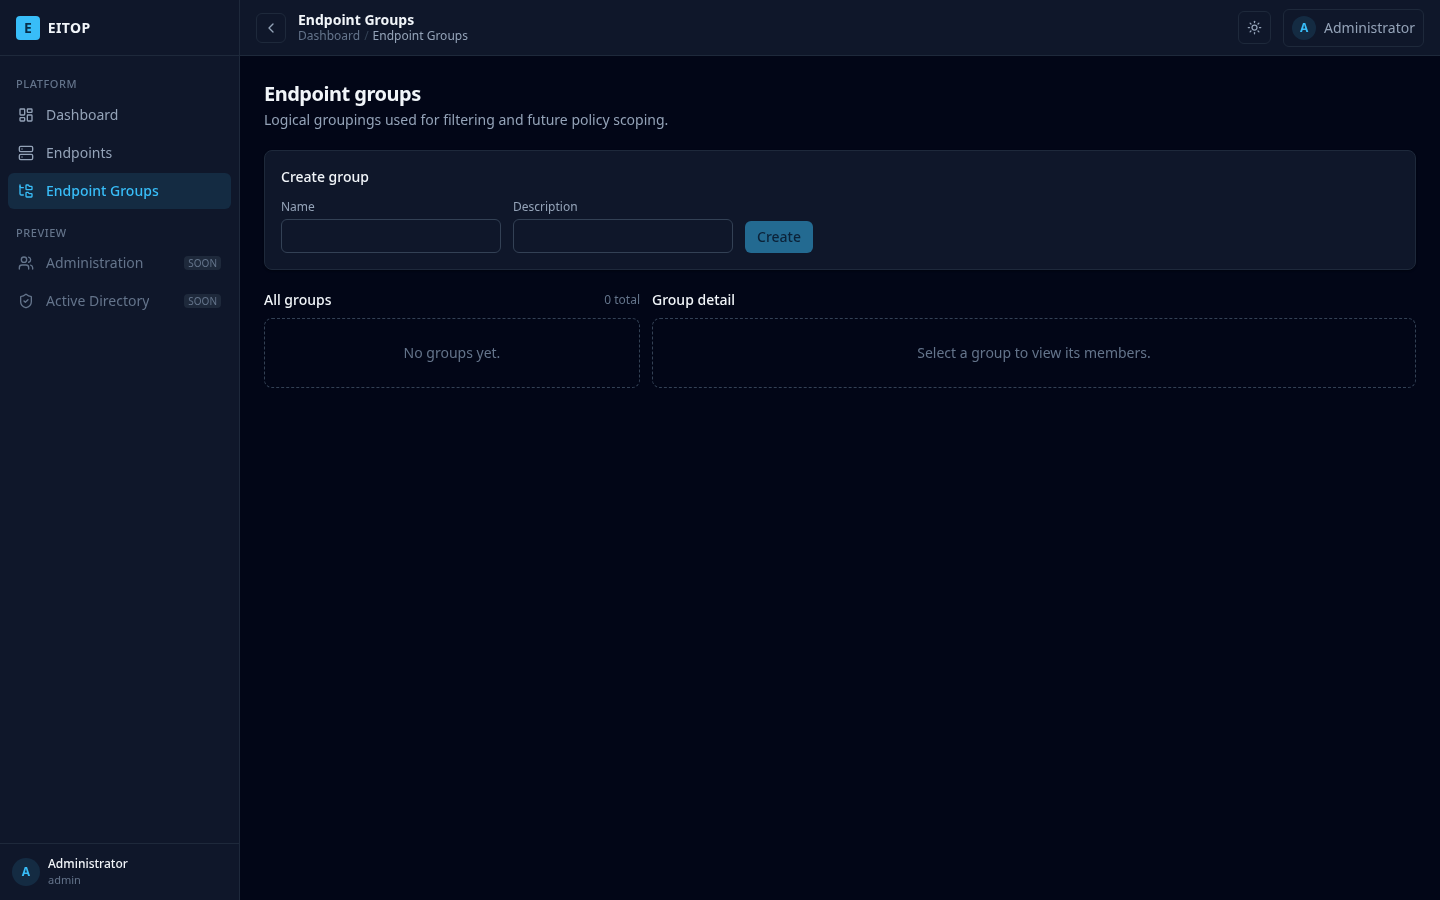 E EITOP
Endpoint Groups
Dashboard / Endpoint Groups
A Administrator
PLATFORM
Dashboard
Endpoints
Endpoint Groups
PREVIEW
Administration SOON
Active Directory SOON
Endpoint groups
Logical groupings used for filtering and future policy scoping.
Create group
Name Description
Create
All groups 0 total Group detail
No groups yet. Select a group to view its members.
A Administrator
admin